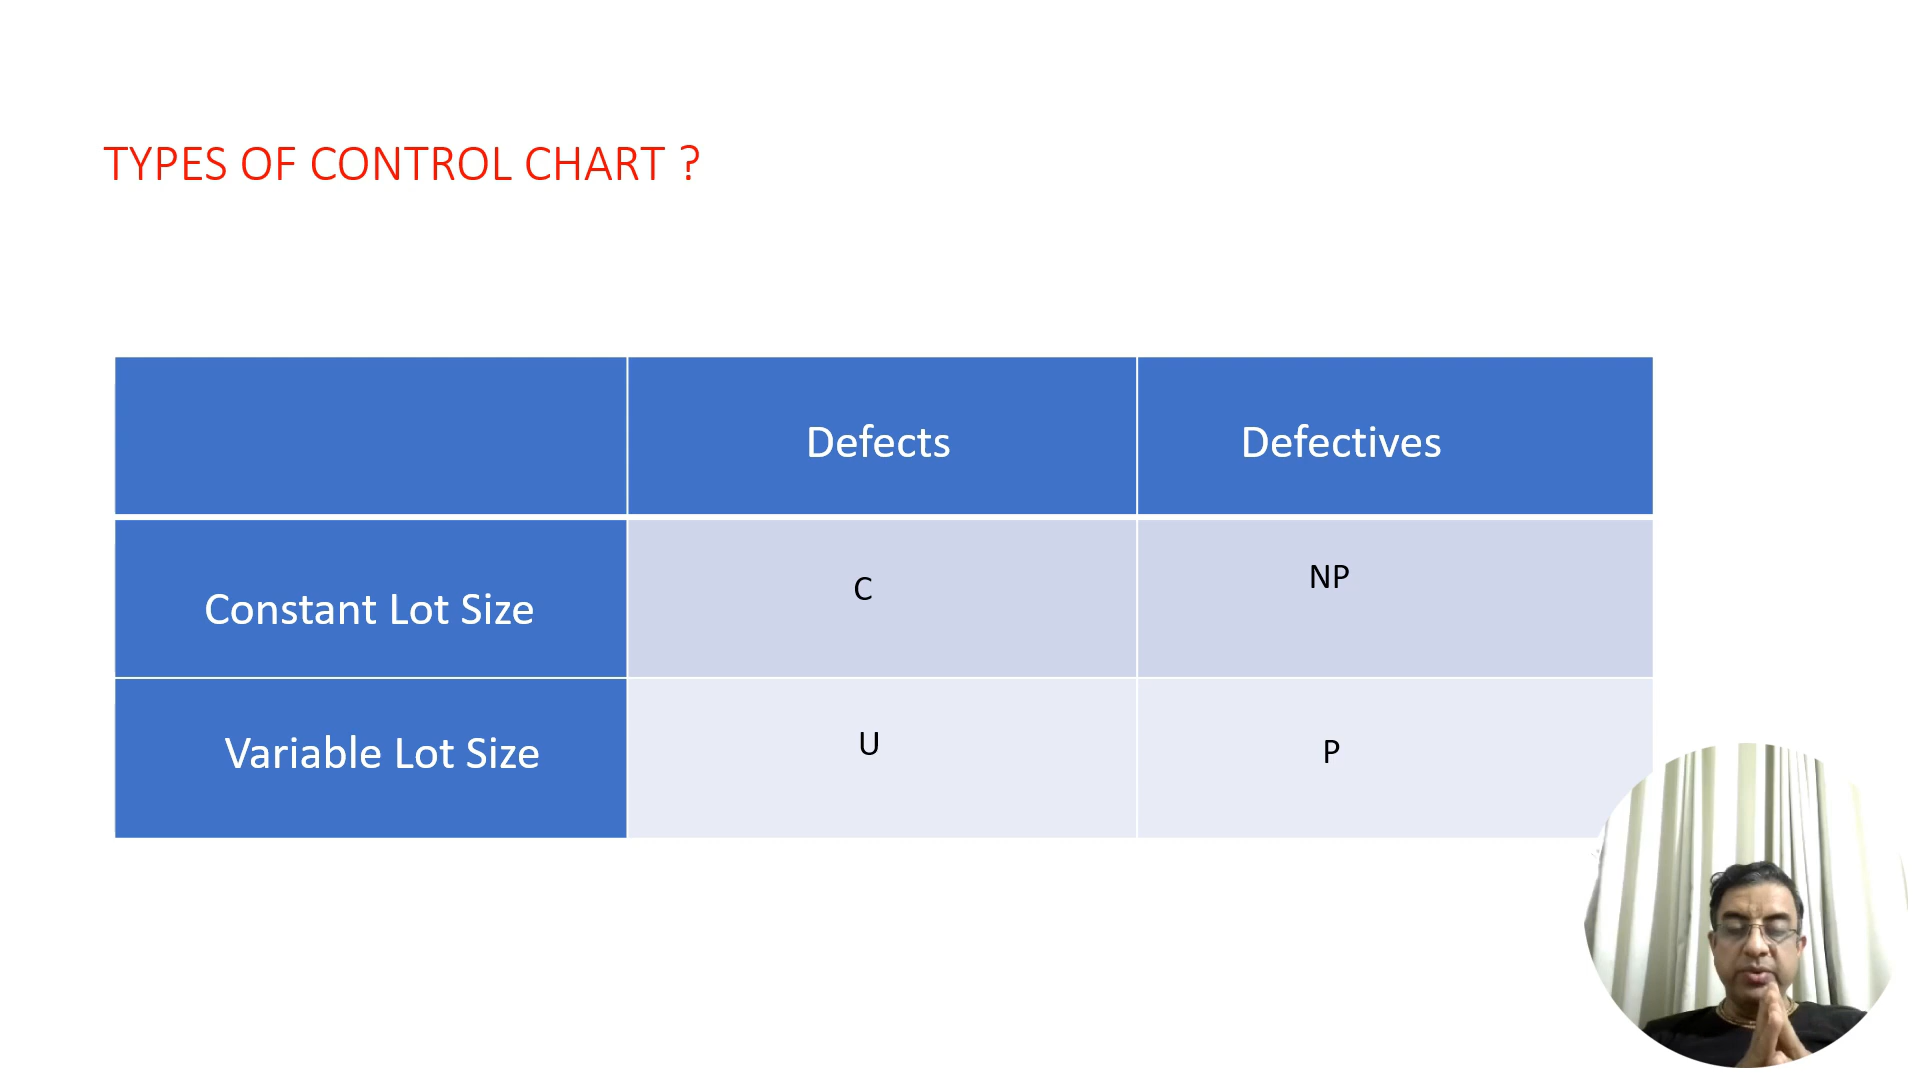 TYPES OF CONTROL CHART ?
Defects Defectives
Constant Lot Size C NP
Variable Lot Size U P